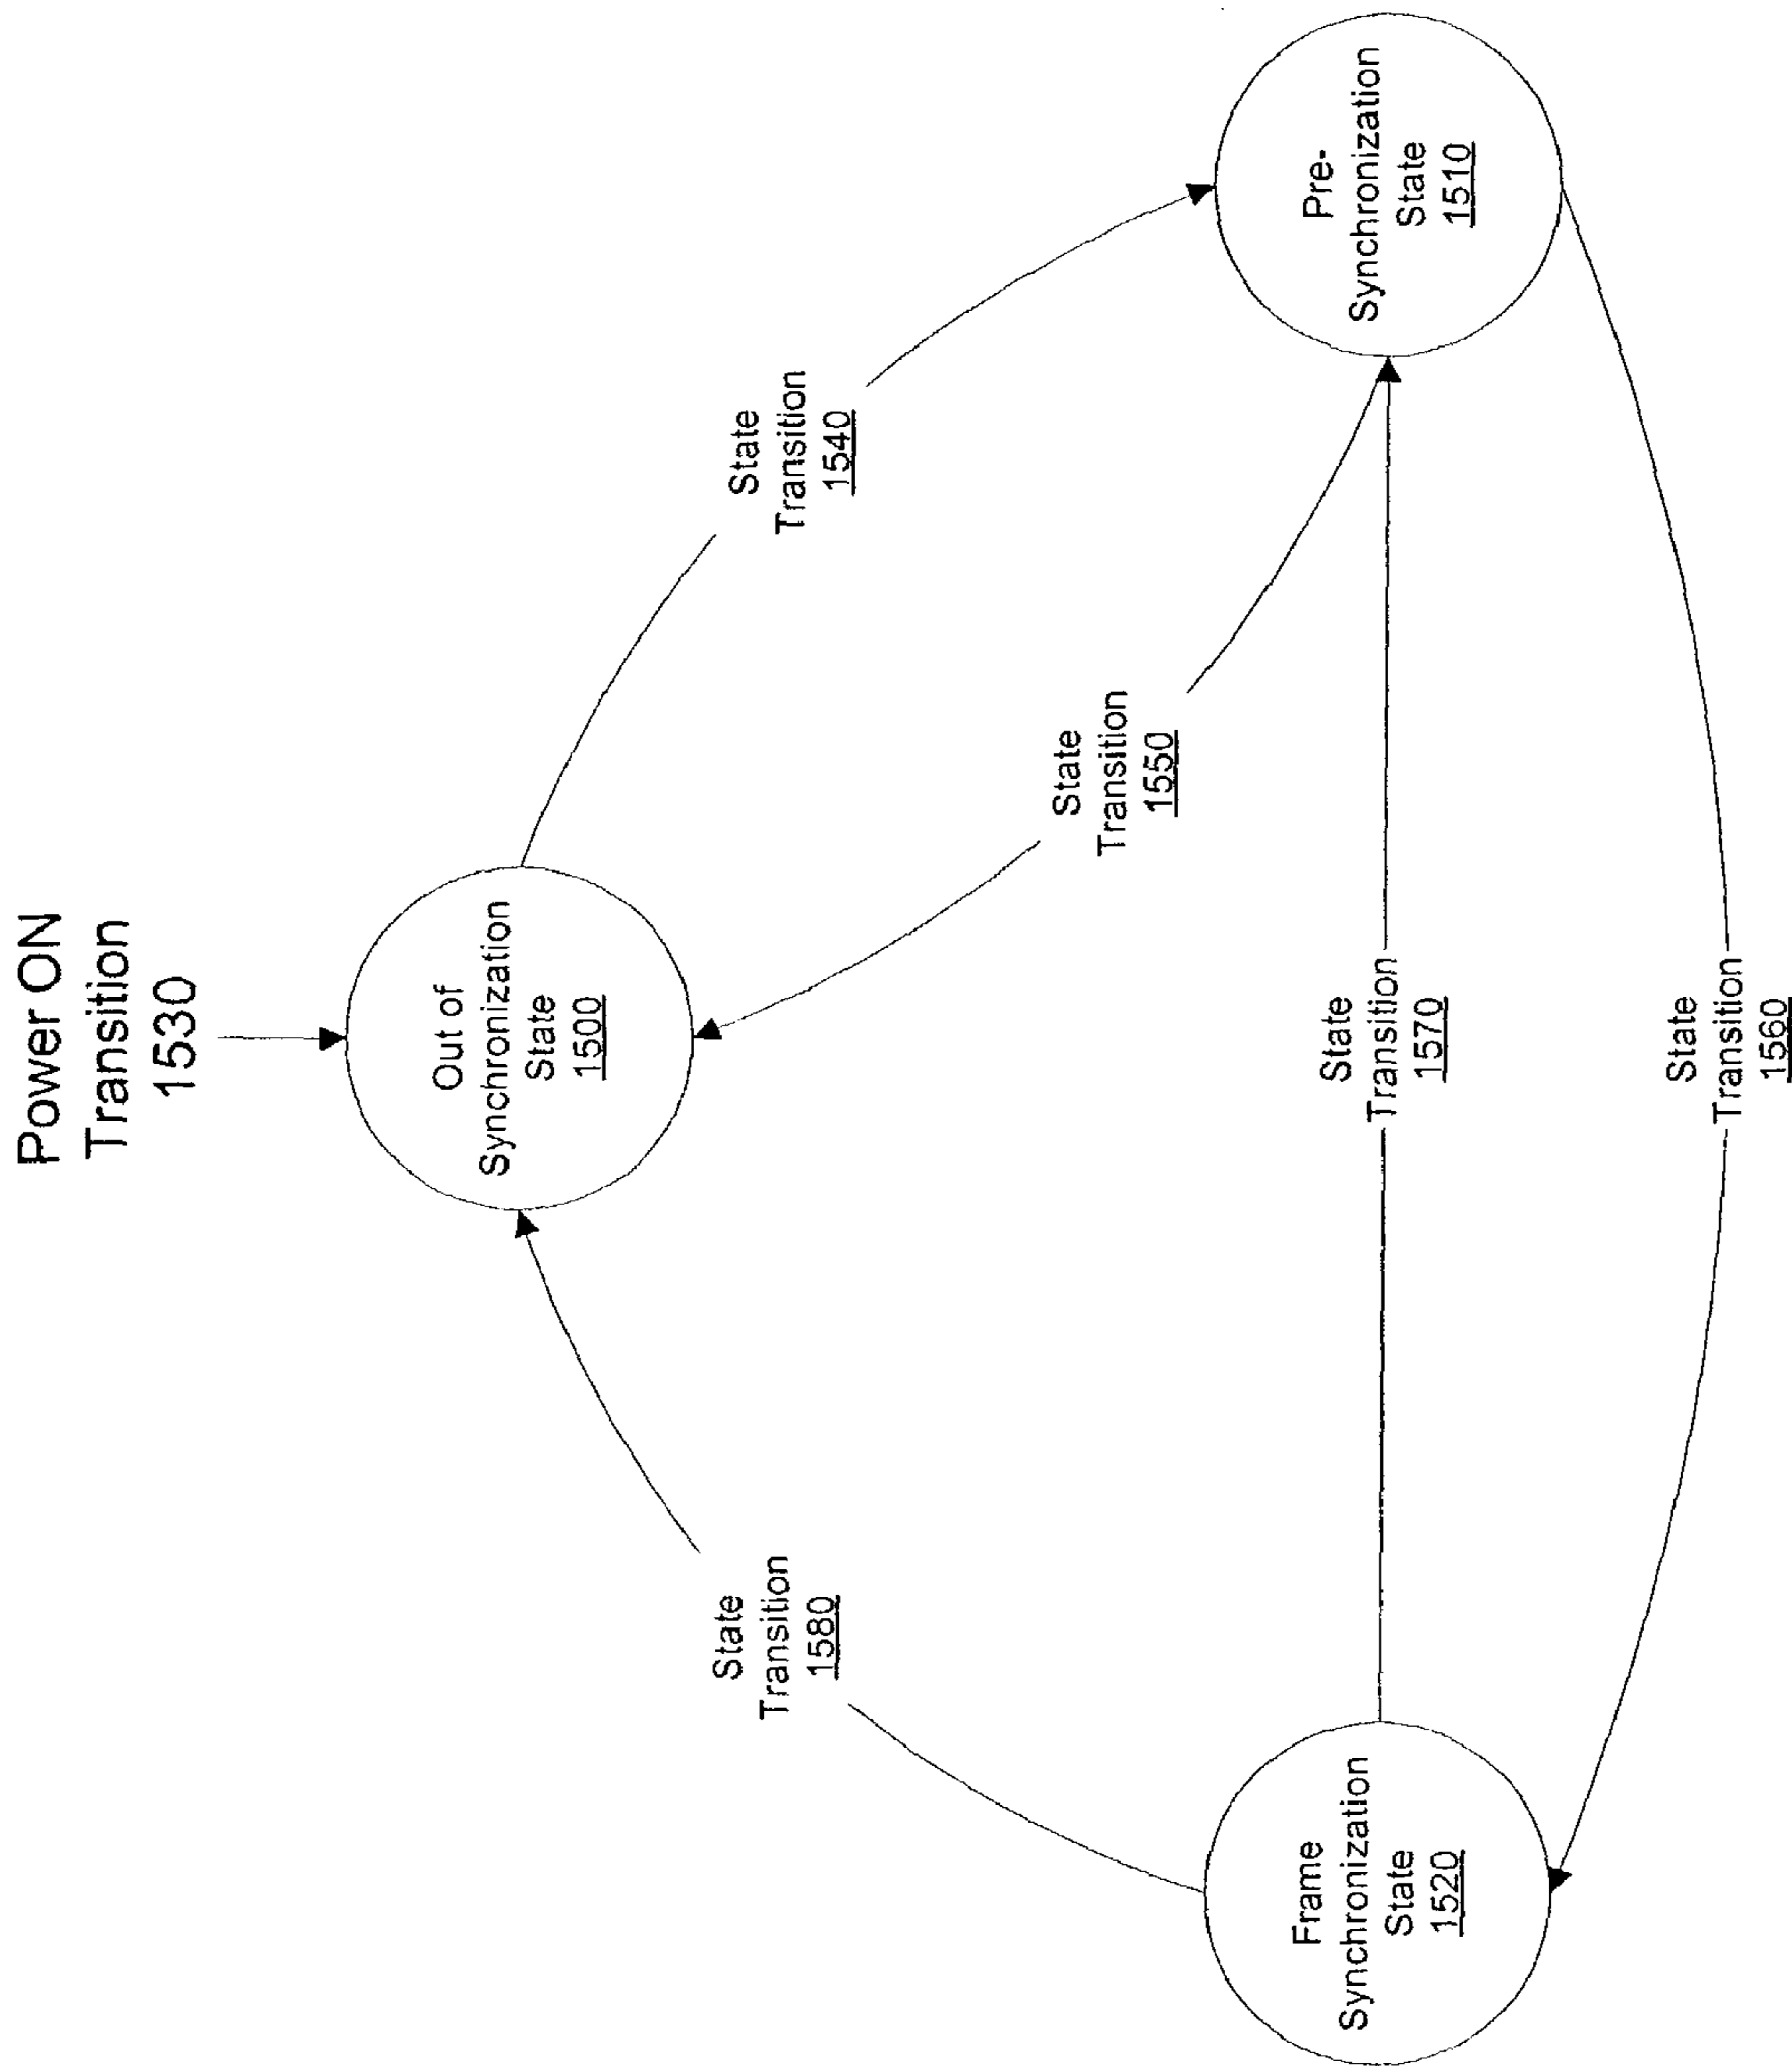 Power ON
Transition
1530
Out of
Synchronization
State
1500
State
Transition
1540
State
Transition
1580
State
Transition
1550
Pre-
Synchronization
State
1510
Frame
Synchronization
State
1520
State
Transition
1570
State
Transition
1560